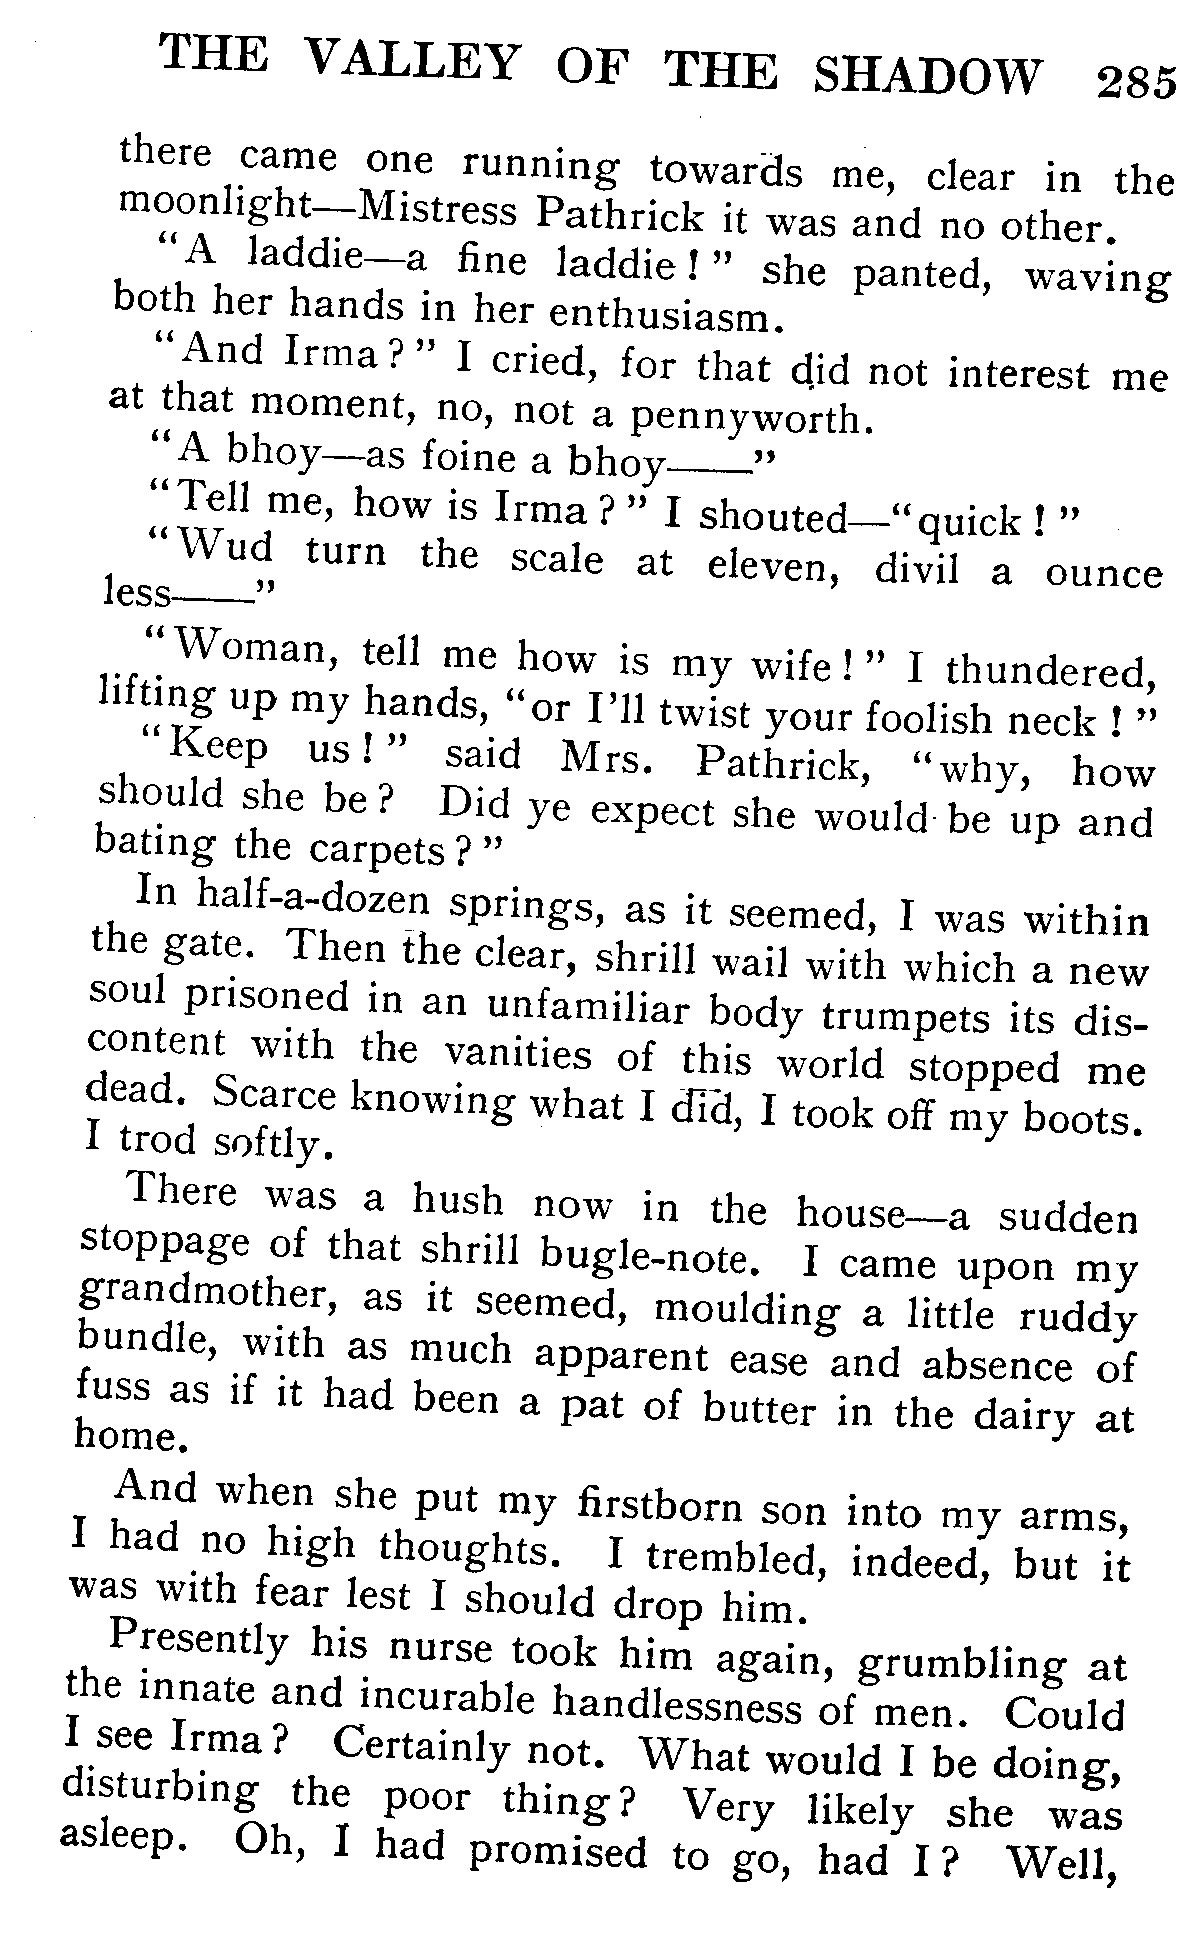 THE VALLEY OF THE SHADOW 285
there came one running towards me, clear in the
moonlight—Mistress Pathrick it was and no other.
"A laddie—a fine laddie!" she panted, waving
both her hands in her enthusiasm.
"And Irma?" I cried, for that did not interest me
at that moment, no, not a pennyworth.
"A bhoy—as foine a bhoy——"
"Tell me, how is Irma?" I shouted—"quick!"
"Wud turn the scale at eleven, divil a ounce
less——"
"Woman, tell me how is my wife!" I thundered,
lifting up my hands, "or I'll twist your foolish neck!"
"Keep us!" said Mrs. Pathrick, "why, how
should she be? Did ye expect she would be up and
bating the carpets?"
In half-a-dozen springs, as it seemed, I was within
the gate. Then the clear, shrill wail with which a new
soul prisoned in an unfamiliar body trumpets its dis-
content with the vanities of this world stopped me
dead. Scarce knowing what I did, I took off my boots.
I trod softly.
There was a hush now in the house—a sudden
stoppage of that shrill bugle-note. I came upon my
grandmother, as it seemed, moulding a little ruddy
bundle, with as much apparent ease and absence of
fuss as if it had been a pat of butter in the dairy at
home.
And when she put my firstborn son into my arms,
I had no high thoughts. I trembled, indeed, but it
was with fear lest I should drop him.
Presently his nurse took him again, grumbling at
the innate and incurable handlessness of men. Could
I see Irma? Certainly not. What would I be doing,
disturbing the poor thing? Very likely she was
asleep. Oh, I had promised to go, had I? Well,